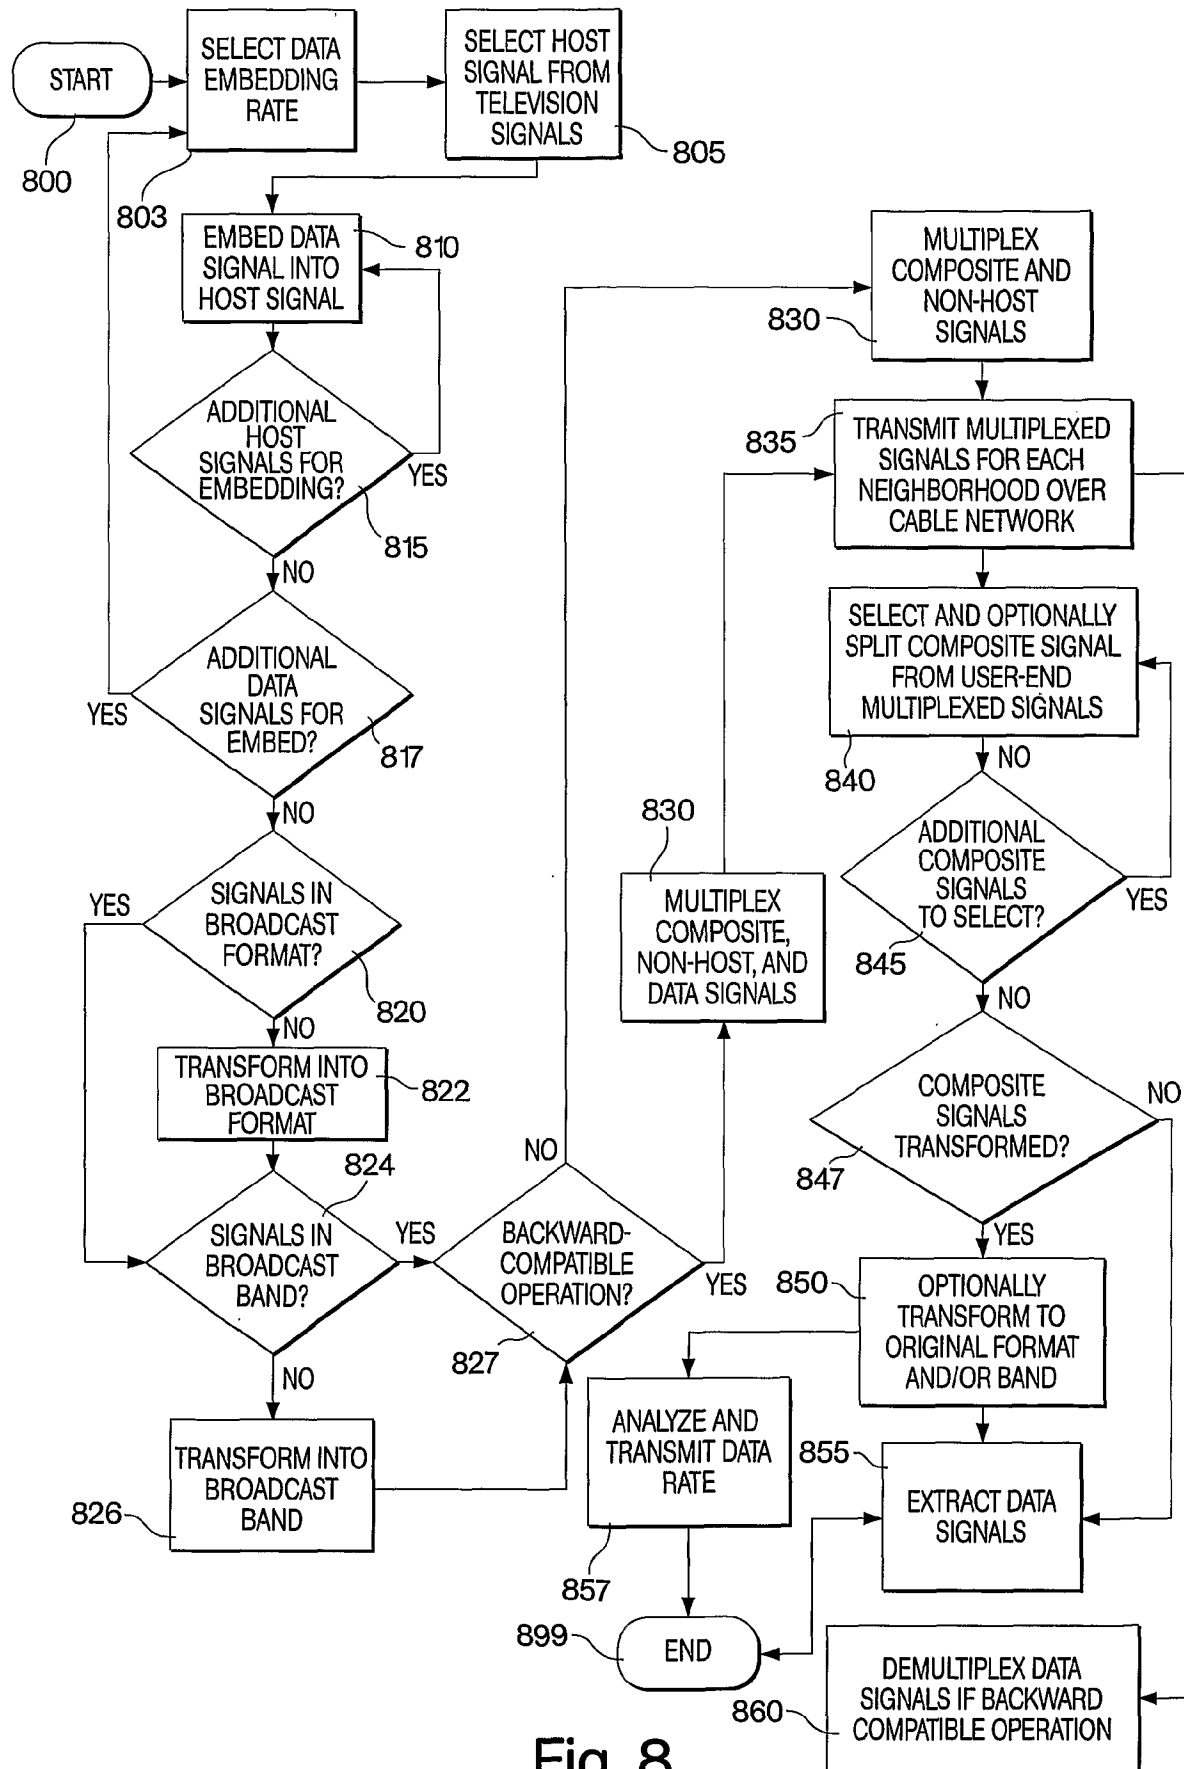 START
800
SELECT DATA
EMBEDDING
RATE
803
SELECT HOST
SIGNAL FROM
TELEVISION
SIGNALS
805
EMBED DATA
SIGNAL INTO
HOST SIGNAL
810
ADDITIONAL
HOST
SIGNALS FOR
EMBEDDING?
YES
815
NO
ADDITIONAL
DATA
SIGNALS FOR
EMBED?
YES
817
NO
SIGNALS IN
BROADCAST
FORMAT?
YES
820
NO
TRANSFORM INTO
BROADCAST
FORMAT
822
824
SIGNALS IN
BROADCAST
BAND?
YES
NO
TRANSFORM INTO
BROADCAST
BAND
826
NO
BACKWARD-
COMPATIBLE
OPERATION?
YES
827
830
MULTIPLEX
COMPOSITE,
NON-HOST, AND
DATA SIGNALS
MULTIPLEX
COMPOSITE AND
NON-HOST
SIGNALS
830
835
TRANSMIT MULTIPLEXED
SIGNALS FOR EACH
NEIGHBORHOOD OVER
CABLE NETWORK
SELECT AND OPTIONALLY
SPLIT COMPOSITE SIGNAL
FROM USER-END
MULTIPLEXED SIGNALS
840
NO
ADDITIONAL
COMPOSITE
SIGNALS
TO SELECT?
YES
845
NO
COMPOSITE
SIGNALS
TRANSFORMED?
NO
847
YES
850
OPTIONALLY
TRANSFORM TO
ORIGINAL FORMAT
AND/OR BAND
855
EXTRACT DATA
SIGNALS
ANALYZE AND
TRANSMIT DATA
RATE
857
899
END
860
DEMULTIPLEX DATA
SIGNALS IF BACKWARD
COMPATIBLE OPERATION
Fig. 8